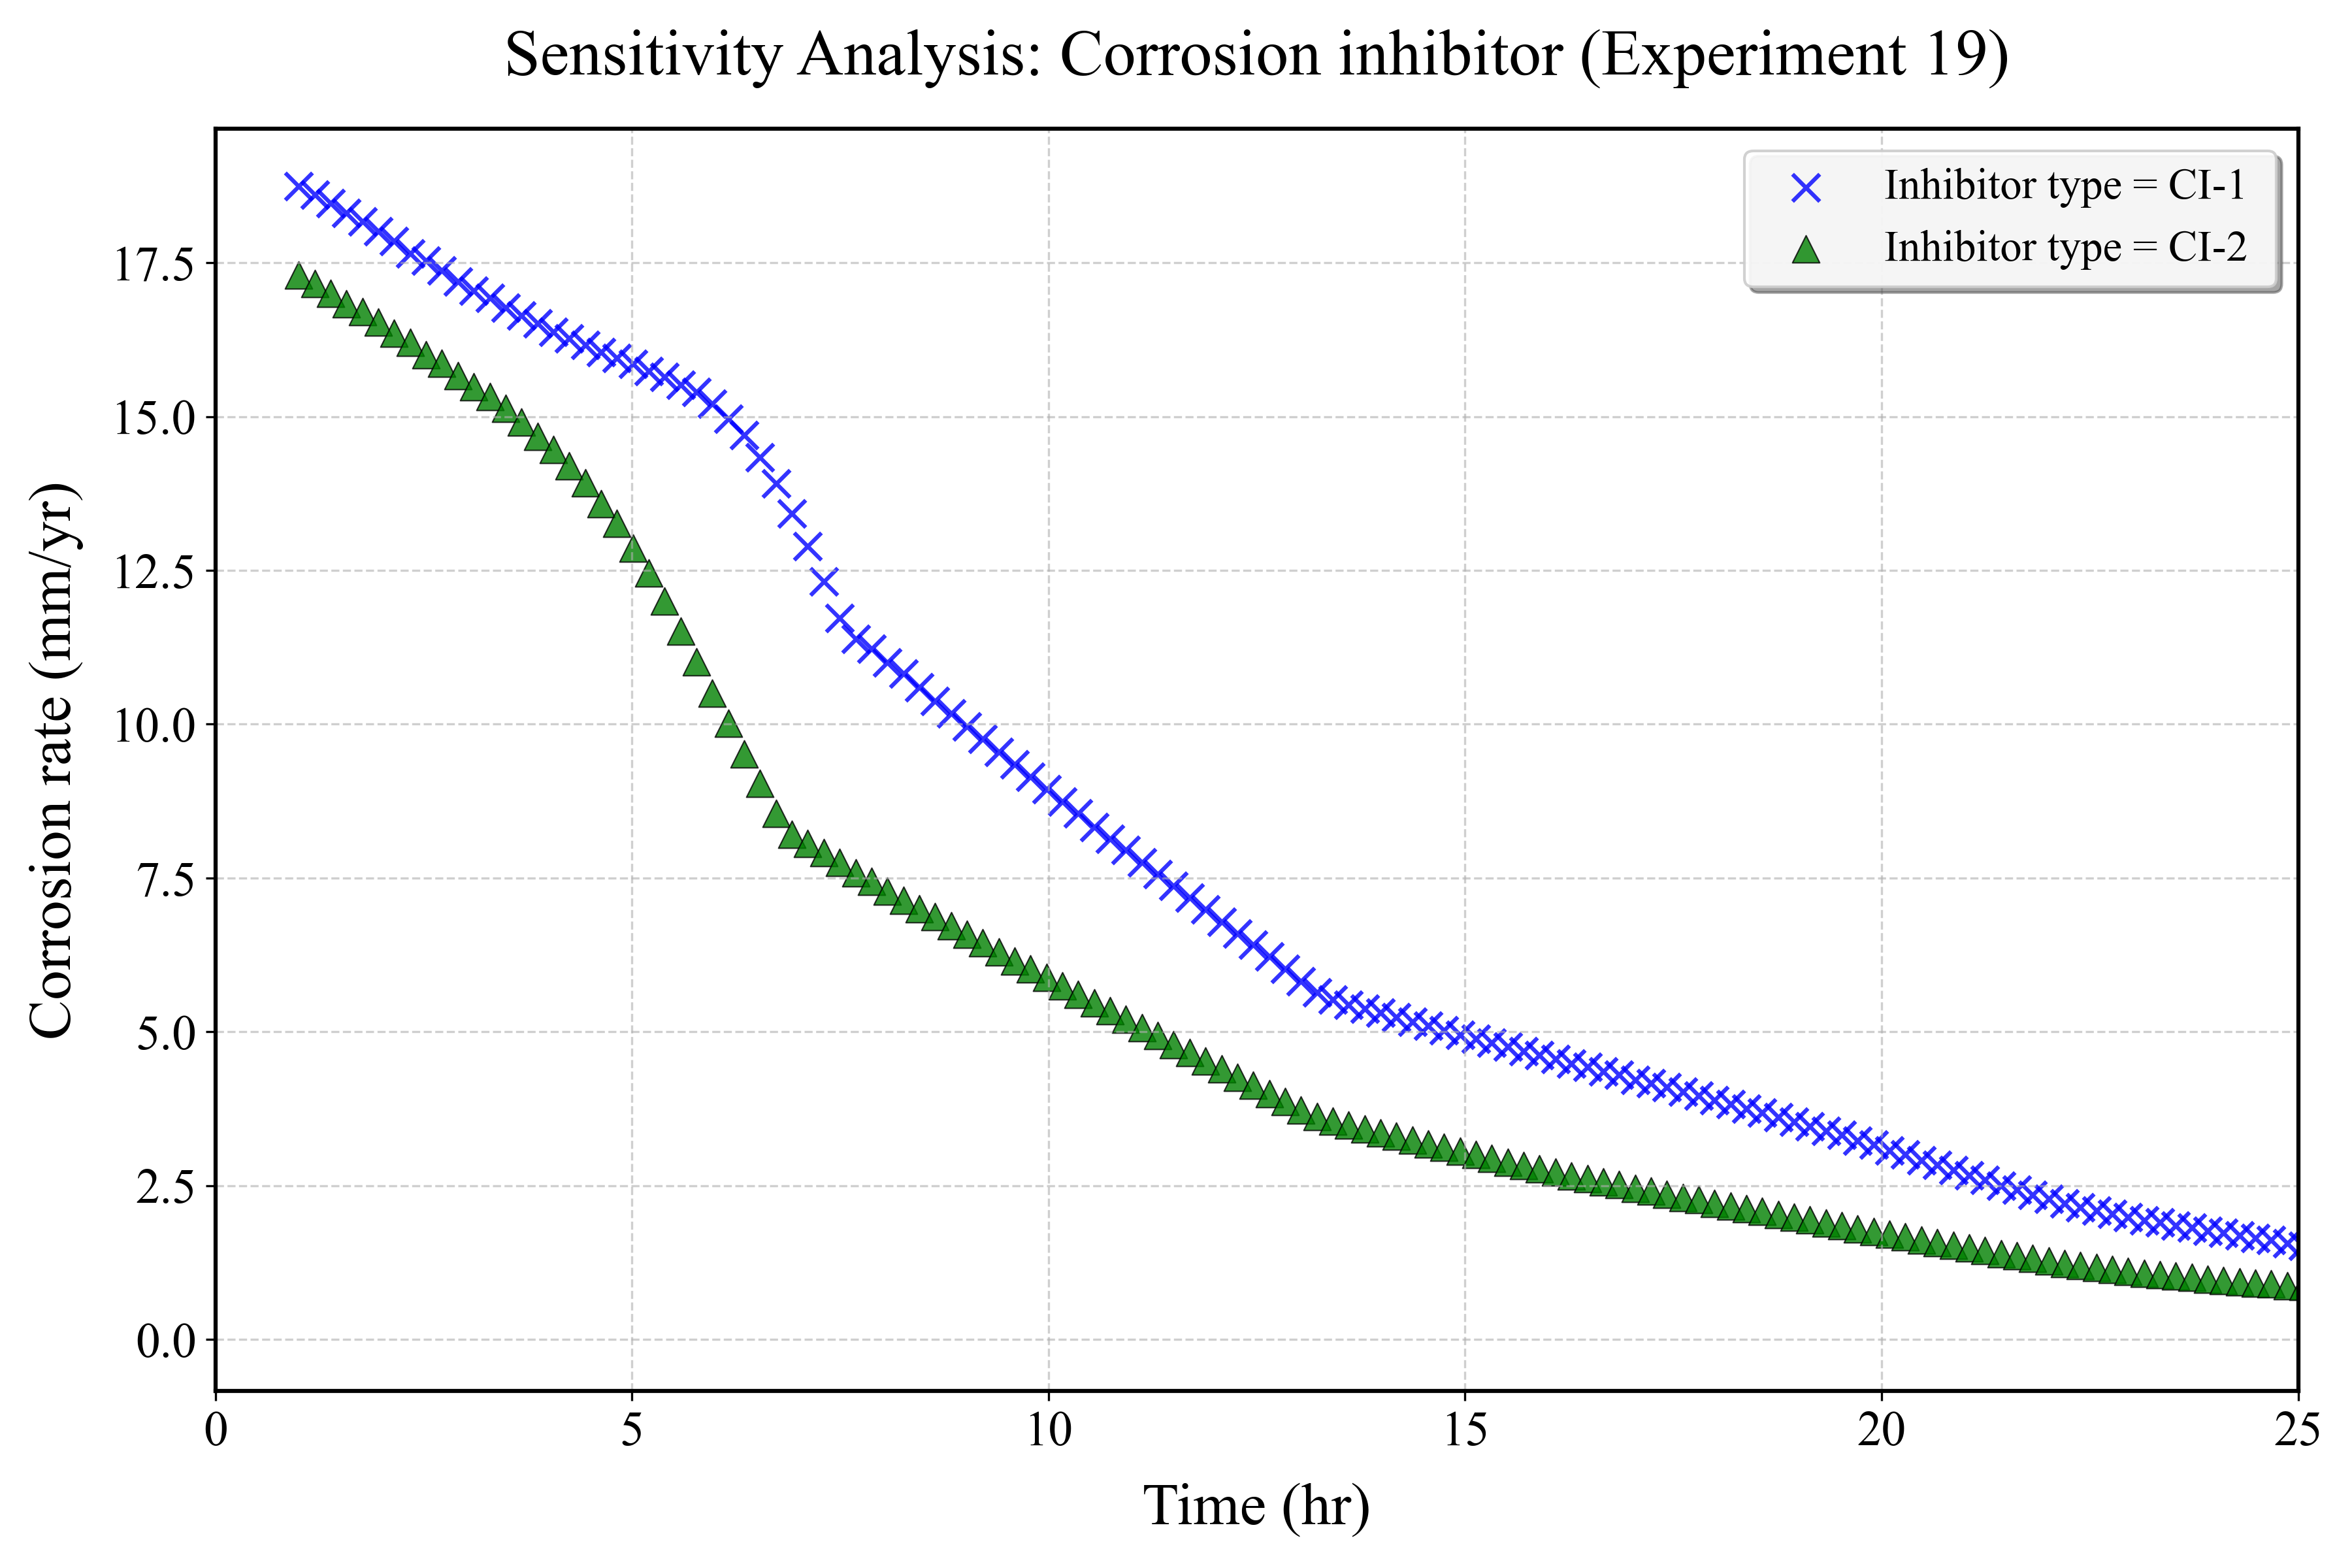 Sensitivity Analysis: Corrosion inhibitor (Experiment 19)
Inhibitor type = CI-1
Inhibitor type = CI-2
Corrosion rate (mm/yr)
17.5
15.0
12.5
10.0
7.5
5.0
2.5
0.0
0 5 10 15 20 25
Time (hr)